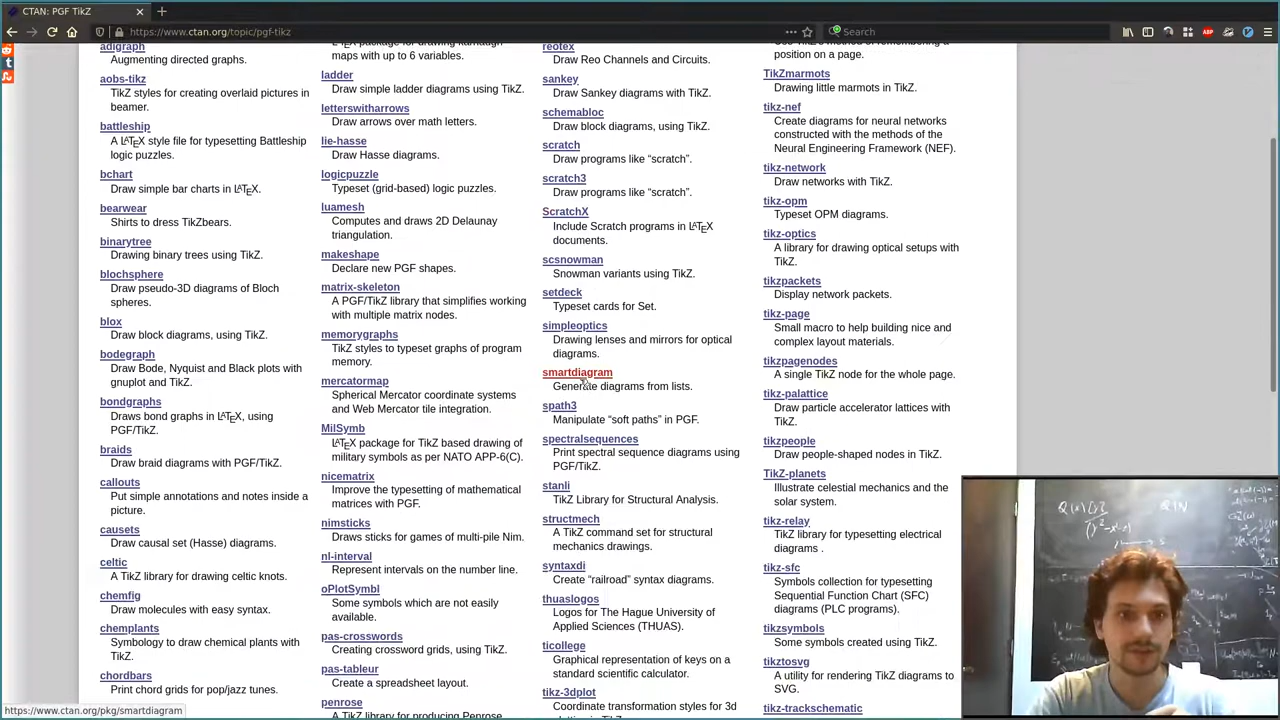 CTAN: PGF TikZ
https://www.ctan.org/topic/pgf-tikz
Search
adigraph
Augmenting directed graphs.
aobs-tikz
TikZ styles for creating overlaid pictures in
beamer.
battleship
A LATEX style file for typesetting Battleship
logic puzzles.
bchart
Draw simple bar charts in LATEX.
bearwear
Shirts to dress TikZbears.
binarytree
Drawing binary trees using TikZ.
blochsphere
Draw pseudo-3D diagrams of Bloch
spheres.
blox
Draw block diagrams, using TikZ.
bodegraph
Draw Bode, Nyquist and Black plots with
gnuplot and TikZ.
bondgraphs
Draws bond graphs in LATEX, using
PGF/TikZ.
braids
Draw braid diagrams with PGF/TikZ.
callouts
Put simple annotations and notes inside a
picture.
causets
Draw causal set (Hasse) diagrams.
celtic
A TikZ library for drawing celtic knots.
chemfig
Draw molecules with easy syntax.
chemplants
Symbology to draw chemical plants with
TikZ.
chordbars
Print chord grids for pop/jazz tunes.
LATEX package for drawing karnaugh
maps with up to 6 variables.
ladder
Draw simple ladder diagrams using TikZ.
letterswitharrows
Draw arrows over math letters.
lie-hasse
Draw Hasse diagrams.
logicpuzzle
Typeset (grid-based) logic puzzles.
luamesh
Computes and draws 2D Delaunay
triangulation.
makeshape
Declare new PGF shapes.
matrix-skeleton
A PGF/TikZ library that simplifies working
with multiple matrix nodes.
memorygraphs
TikZ styles to typeset graphs of program
memory.
mercatormap
Spherical Mercator coordinate systems
and Web Mercator tile integration.
MilSymb
LATEX package for TikZ based drawing of
military symbols as per NATO APP-6(C).
nicematrix
Improve the typesetting of mathematical
matrices with PGF.
nimsticks
Draws sticks for games of multi-pile Nim.
nl-interval
Represent intervals on the number line.
oPlotSymbl
Some symbols which are not easily
available.
pas-crosswords
Creating crossword grids, using TikZ.
pas-tableur
Create a spreadsheet layout.
penrose
A TikZ library for producing Penrose
reotex
Draw Reo Channels and Circuits.
sankey
Draw Sankey diagrams with TikZ.
schemabloc
Draw block diagrams, using TikZ.
scratch
Draw programs like “scratch”.
scratch3
Draw programs like “scratch”.
ScratchX
Include Scratch programs in LATEX
documents.
scsnowman
Snowman variants using TikZ.
setdeck
Typeset cards for Set.
simpleoptics
Drawing lenses and mirrors for optical
diagrams.
smartdiagram
Generate diagrams from lists.
spath3
Manipulate “soft paths” in PGF.
spectralsequences
Print spectral sequence diagrams using
PGF/TikZ.
stanli
TikZ Library for Structural Analysis.
structmech
A TikZ command set for structural
mechanics drawings.
syntaxdi
Create “railroad” syntax diagrams.
thuaslogos
Logos for The Hague University of
Applied Sciences (THUAS).
ticollege
Graphical representation of keys on a
standard scientific calculator.
tikz-3dplot
Coordinate transformation styles for 3d
position on a page.
TikZmarmots
Drawing little marmots in TikZ.
tikz-nef
Create diagrams for neural networks
constructed with the methods of the
Neural Engineering Framework (NEF).
tikz-network
Draw networks with TikZ.
tikz-opm
Typeset OPM diagrams.
tikz-optics
A library for drawing optical setups with
TikZ.
tikzpackets
Display network packets.
tikz-page
Small macro to help building nice and
complex layout materials.
tikzpagenodes
A single TikZ node for the whole page.
tikz-palattice
Draw particle accelerator lattices with
TikZ.
tikzpeople
Draw people-shaped nodes in TikZ.
TikZ-planets
Illustrate celestial mechanics and the
solar system.
tikz-relay
TikZ library for typesetting electrical
diagrams .
tikz-sfc
Symbols collection for typesetting
Sequential Function Chart (SFC)
diagrams (PLC programs).
tikzsymbols
Some symbols created using TikZ.
tikztosvg
A utility for rendering TikZ diagrams to
SVG.
tikz-trackschematic
https://www.ctan.org/pkg/smartdiagram